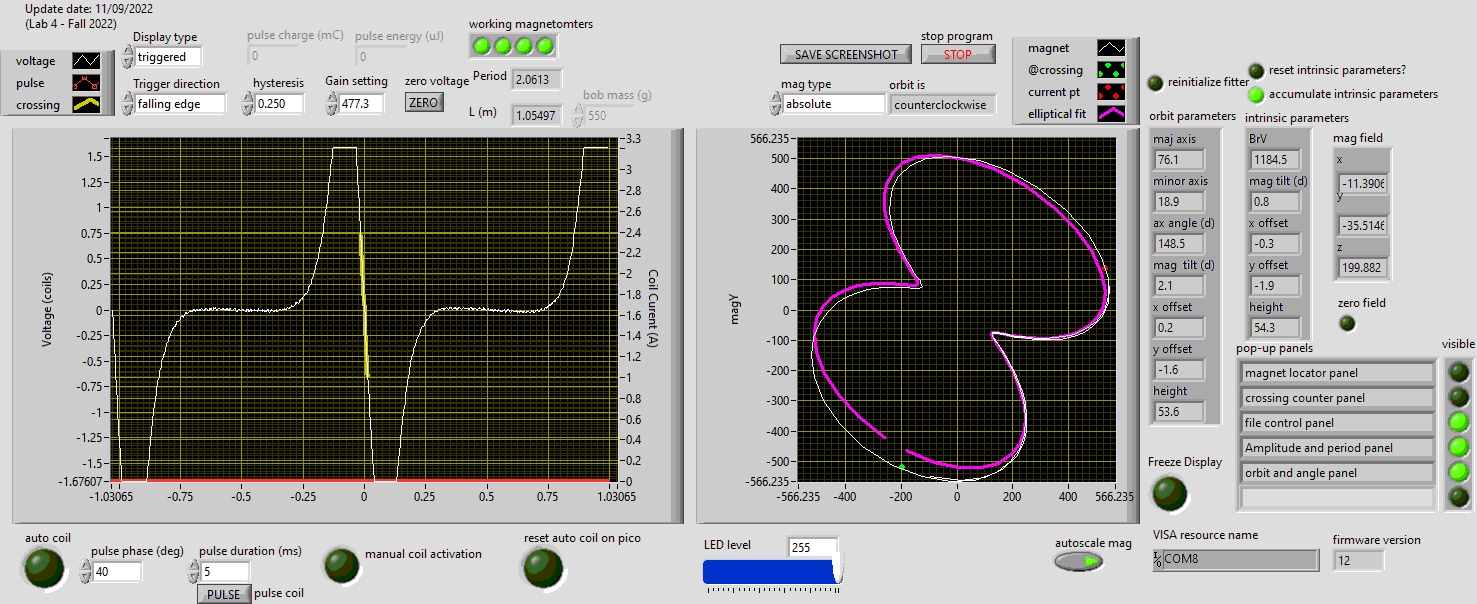 Update date: 11/09/2022
(Lab 4 - Fall 2022)
voltage
pulse
crossing
Display type
triggered
Trigger direction
falling edge
pulse charge (mC)
0
pulse energy (uJ)
0
hysteresis
0.250
Gain setting
477.3
zero voltage
ZERO
working magnetomters
Period
2.0613
L (m)
1.05497
bob mass (g)
550
SAVE SCREENSHOT
stop program
STOP
mag type
absolute
orbit is
counterclockwise
magnet
@crossing
current pt
elliptical fit
reinitialize fitter
reset intrinsic parameters?
accumulate intrinsic parameters
Voltage (coils)
1.5
1.25
1
0.75
0.5
0.25
0
-0.25
-0.5
-0.75
-1
-1.25
-1.5
-1.67607
-1.03065
-0.75
-0.5
-0.25
0
0.25
0.5
0.75
1.03065
3.3
3
2.8
2.6
2.4
2.2
2
1.8
1.6
1.4
1.2
1
0.8
0.6
0.4
0.2
0
Coil Curent (A)
magY
566.235
500
400
300
200
100
0
-100
-200
-300
-400
-500
-566.235
-566.235
-400
-200
0
200
400
566.235
orbit parameters
maj axis
76.1
minor axis
18.9
ax angle (d)
148.5
mag tilt (d)
2.1
x offset
0.2
y offset
-1.6
height
53.6
intrinsic parameters
BrV
1184.5
mag tilt (d)
0.8
x offset
-0.3
y offset
-1.9
height
54.3
mag field
x
-11.3906
y
-35.5146
z
199.882
zero field
pop-up panels
visible
magnet locator panel
crossing counter panel
file control panel
Amplitude and period panel
orbit and angle panel
Freeze Display
auto coil
pulse phase (deg)
40
pulse duration (ms)
5
PULSE
pulse coil
manual coil activation
reset auto coil on pico
LED level
255
autoscale mag
VISA resource name
COM8
firmware version
12